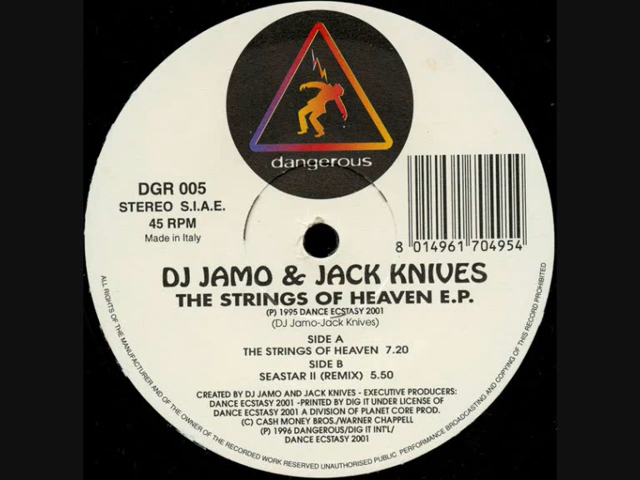 dangerous
DGR 005
STEREO S.I.A.E.
45 RPM
Made in Italy
8 014961 704954
DJ JAMO & JACK KNIVES
THE STRINGS OF HEAVEN E.P.
(P) 1995 DANCE ECSTASY 2001
(DJ Jamo-Jack Knives)
SIDE A
THE STRINGS OF HEAVEN 7.20
SIDE B
SEASTAR II (REMIX) 5.50
CREATED BY DJ JAMO AND JACK KNIVES - EXECUTIVE PRODUCERS:
DANCE ECSTASY 2001 -PRINTED BY DIG IT UNDER LICENSE OF
DANCE ECSTASY 2001 A DIVISION OF PLANET CORE PROD.
(C) CASH MONEY BROS./WARNER CHAPPELL
(P) 1996 DANGEROUS/DIG IT INT'L/
DANCE ECSTASY 2001
ALL RIGHTS OF THE MANUFACTURER AND OF THE OWNER OF THE RECORDED WORK RESERVED UNAUTHORISED PUBLIC PERFORMANCE BROADCASTING AND COPYING OF THIS RECORD PROHIBITED